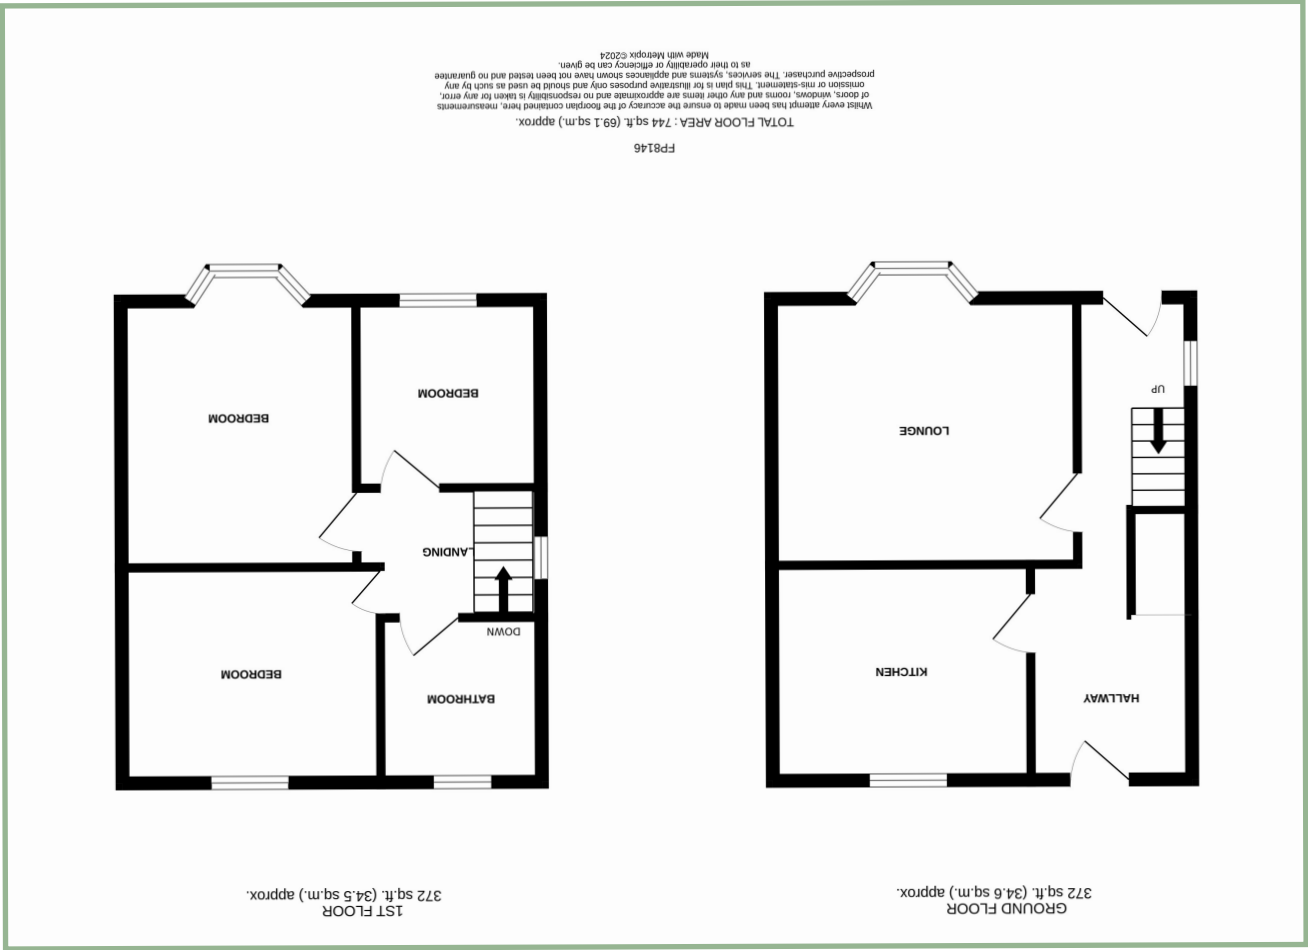 GROUND FLOOR
372 sq.ft. (34.6 sq.m.) approx.
1ST FLOOR
372 sq.ft. (34.5 sq.m.) approx.
HALLWAY
KITCHEN
LOUNGE
UP
BATHROOM
BEDROOM
DOWN
LANDING
BEDROOM
BEDROOM
FP8146
TOTAL FLOOR AREA : 744 sq.ft. (69.1 sq.m.) approx.
Whilst every attempt has been made to ensure the accuracy of the floorplan contained here, measurements
of doors, windows, rooms and any other items are approximate and no responsibility is taken for any error,
omission or mis-statement. This plan is for illustrative purposes only and should be used as such by any
prospective purchaser. The services, systems and appliances shown have not been tested and no guarantee
as to their operability or efficiency can be given.
Made with Metropix ©2024